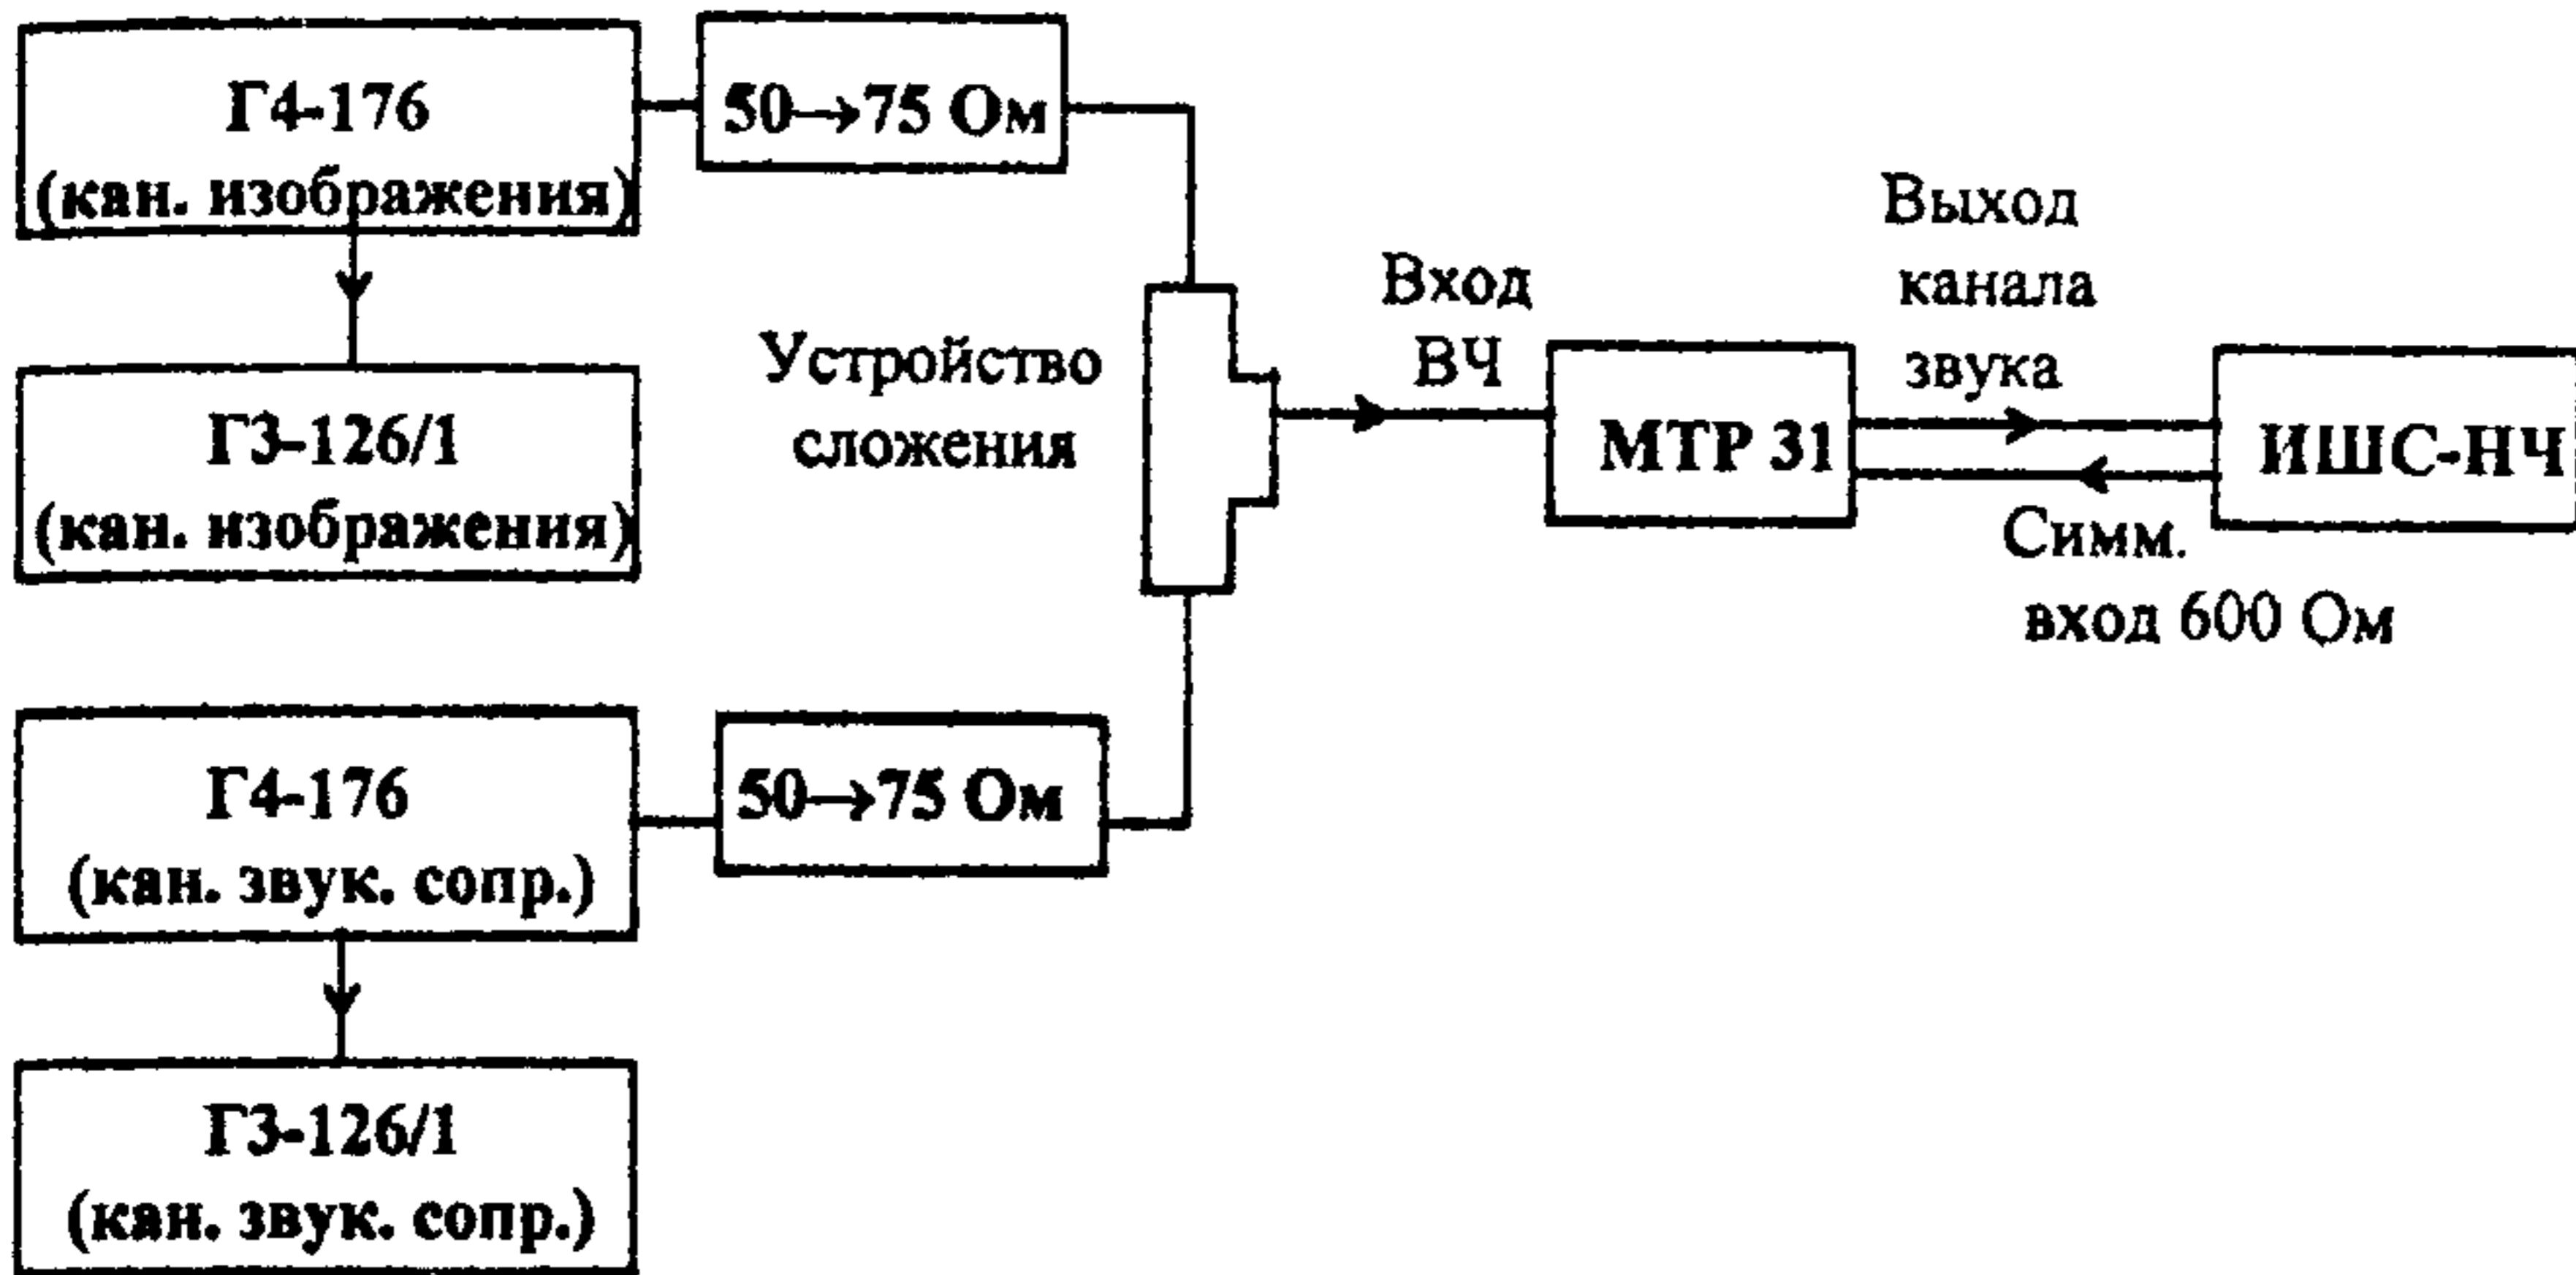 Г4-176
(кан. изображения)
50→75 Ом
Г3-126/1
(кан. изображения)
Устройство
сложения
Вход
ВЧ
МТР 31
Выход
канала
звука
ИШС-НЧ
Симм.
вход 600 Ом
Г4-176
(кан. звук. сопр.)
50→75 Ом
Г3-126/1
(кан. звук. сопр.)